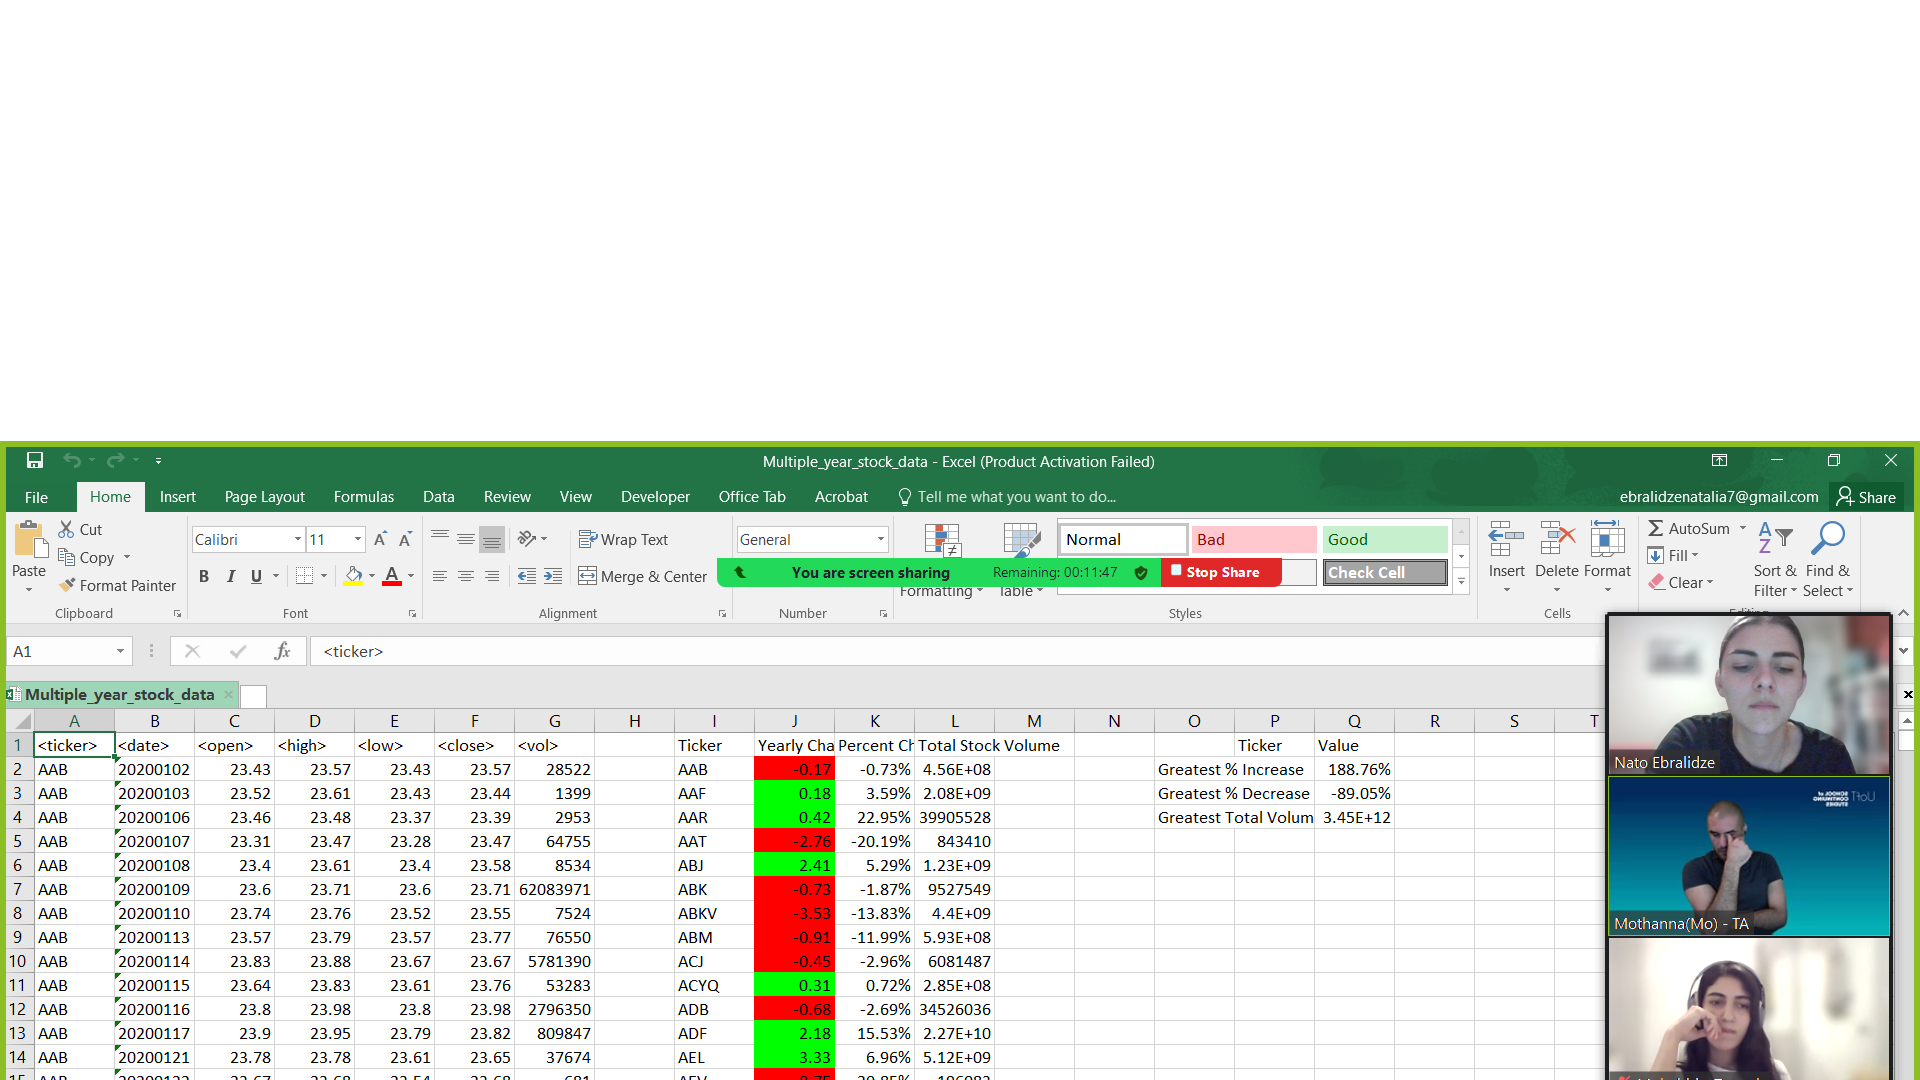 Multiple_year_stock_data - Excel (Product Activation Failed)
File Home Insert Page Layout Formulas Data Review View Developer Office Tab Acrobat Tell me what you want to do... ebralidzenatalia7@gmail.com Share
Paste Cut Copy Format Painter Clipboard
Calibri 11 B I U Font
Wrap Text Merge & Center Alignment
General Number
Formatting Table
Normal Bad Good Check Cell Styles
Insert Delete Format Cells
AutoSum Fill Clear Sort & Filter Find & Select
You are screen sharing Remaining: 00:11:47 Stop Share
A1 fx <ticker>
Multiple_year_stock_data
A B C D E F G H I J K L M N O P Q R S T
1 <ticker> <date> <open> <high> <low> <close> <vol> Ticker Yearly Cha Percent Ch Total Stock Volume Ticker Value
2 AAB 20200102 23.43 23.57 23.43 23.57 28522 AAB -0.17 -0.73% 4.56E+08 Greatest % Increase 188.76%
3 AAB 20200103 23.52 23.61 23.43 23.44 1399 AAF 0.18 3.59% 2.08E+09 Greatest % Decrease -89.05%
4 AAB 20200106 23.46 23.48 23.37 23.39 2953 AAR 0.42 22.95% 39905528 Greatest Total Volum 3.45E+12
5 AAB 20200107 23.31 23.47 23.28 23.47 64755 AAT -2.76 -20.19% 843410
6 AAB 20200108 23.4 23.61 23.4 23.58 8534 ABJ 2.41 5.29% 1.23E+09
7 AAB 20200109 23.6 23.71 23.6 23.71 62083971 ABK -0.73 -1.87% 9527549
8 AAB 20200110 23.74 23.76 23.52 23.55 7524 ABKV -3.53 -13.83% 4.4E+09
9 AAB 20200113 23.57 23.79 23.57 23.77 76550 ABM -0.91 -11.99% 5.93E+08
10 AAB 20200114 23.83 23.88 23.67 23.67 5781390 ACJ -0.45 -2.96% 6081487
11 AAB 20200115 23.64 23.83 23.61 23.76 53283 ACYQ 0.31 0.72% 2.85E+08
12 AAB 20200116 23.8 23.98 23.8 23.98 2796350 ADB -0.68 -2.69% 34526036
13 AAB 20200117 23.9 23.95 23.79 23.82 809847 ADF 2.18 15.53% 2.27E+10
14 AAB 20200121 23.78 23.78 23.61 23.65 37674 AEL 3.33 6.96% 5.12E+09
Nato Ebralidze
UofT SCHOOL of CONTINUING STUDIES
Mothanna(Mo) - TA